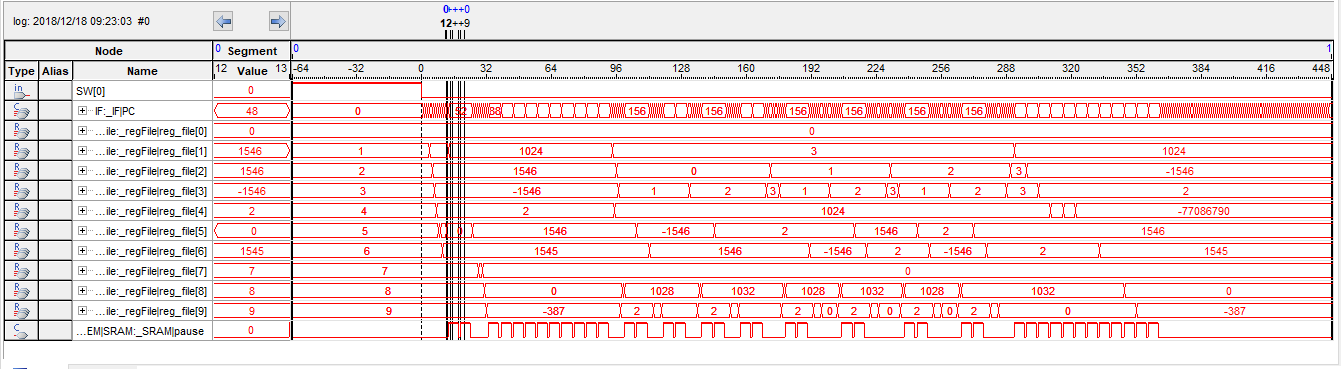 log: 2018/12/18 09:23:03 #0
0+++0
12++9
Node 0 Segment 0 1
Type Alias Name 12 Value 13 -64 -32 0 32 64 96 128 160 192 224 256 288 320 352 384 416 448
SW[0] 0
IF:_IF|PC 48 0 52 88 156 156 156 156 156 156
...ile:_regFile|reg_file[0] 0 0
...ile:_regFile|reg_file[1] 1546 1 1024 3 1024
...ile:_regFile|reg_file[2] 1546 2 1546 0 1 2 3 -1546
...ile:_regFile|reg_file[3] -1546 3 -1546 1 2 3 1 2 3 1 2 3 2
...ile:_regFile|reg_file[4] 2 4 2 1024 -77086790
...ile:_regFile|reg_file[5] 0 5 0 1546 -1546 2 1546 2 1546
...ile:_regFile|reg_file[6] 1545 6 1545 1546 -1546 2 -1546 2 1545
...ile:_regFile|reg_file[7] 7 7 0
...ile:_regFile|reg_file[8] 8 8 0 1028 1032 1028 1032 1028 1032 0
...ile:_regFile|reg_file[9] 9 9 -387 2 2 2 2 0 2 0 2 0 2 0 -387
...EM|SRAM:_SRAM|pause 0